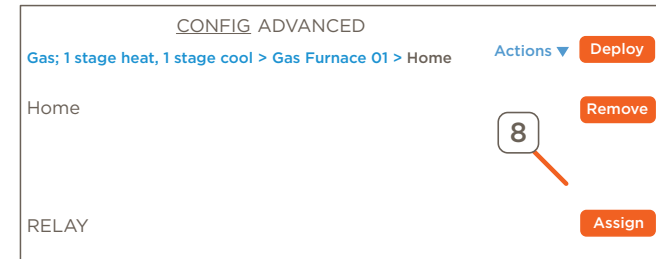 CONFIG ADVANCED
Gas; 1 stage heat, 1 stage cool > Gas Furnace 01 > Home Actions ▼ Deploy
Home Remove
8
RELAY Assign